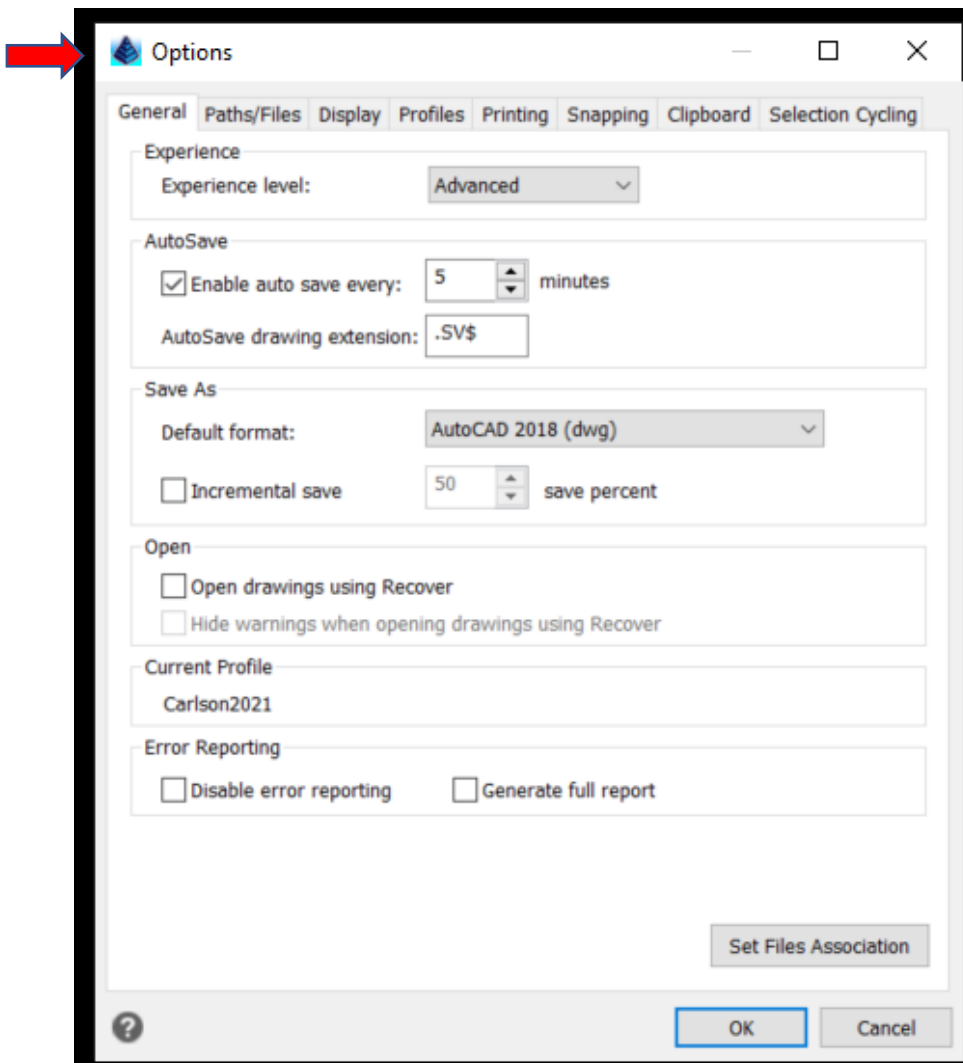 Options
General Paths/Files Display Profiles Printing Snapping Clipboard Selection Cycling
Experience
Experience level: Advanced
AutoSave
Enable auto save every: 5 minutes
AutoSave drawing extension: .SV$
Save As
Default format: AutoCAD 2018 (dwg)
Incremental save 50 save percent
Open
Open drawings using Recover
Hide warnings when opening drawings using Recover
Current Profile
Carlson2021
Error Reporting
Disable error reporting Generate full report
Set Files Association
? OK Cancel